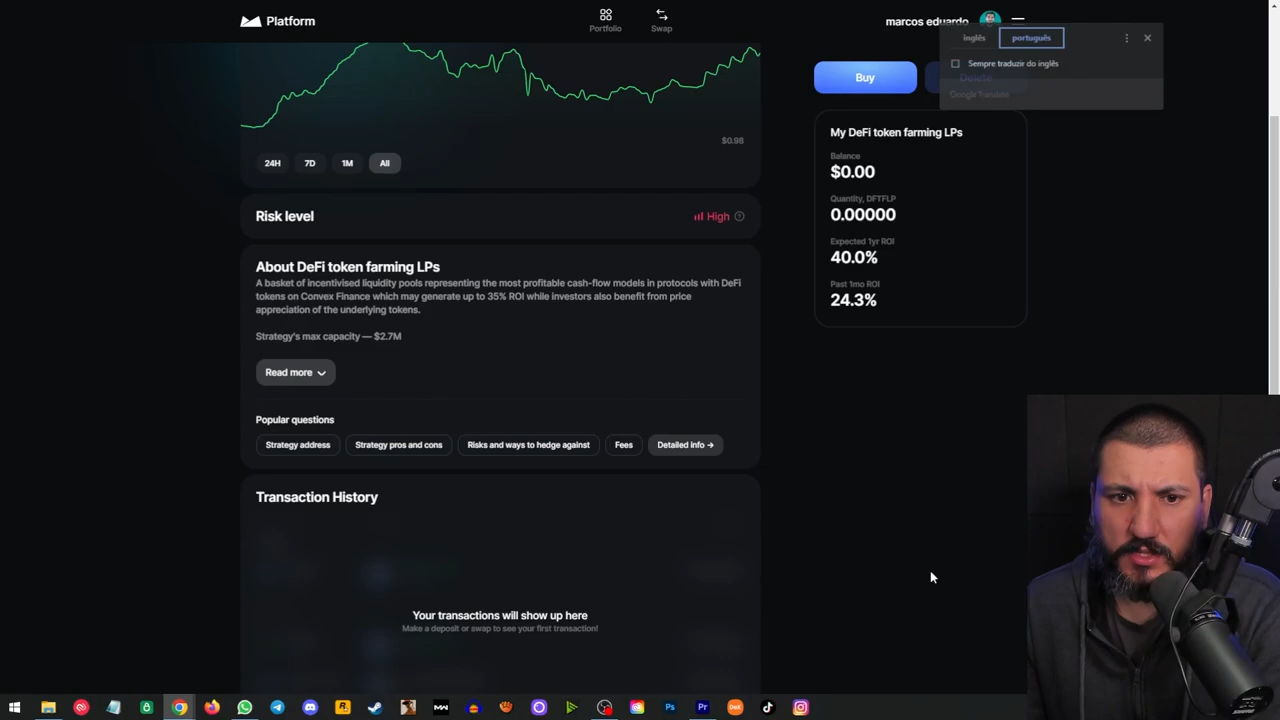 Platform
Portfolio
Swap
marcos eduardo
inglês
português
Sempre traduzir do inglês
Google Translate
Buy
Delete
$0.98
24H
7D
1M
All
My DeFi token farming LPs
Balance
$0.00
Quantity, DFTFLP
0.00000
Expected 1yr ROI
40.0%
Past 1mo ROI
24.3%
Risk level
High
About DeFi token farming LPs
A basket of incentivised liquidity pools representing the most profitable cash-flow models in protocols with DeFi
tokens on Convex Finance which may generate up to 35% ROI while investors also benefit from price
appreciation of the underlying tokens.
Strategy's max capacity — $2.7M
Read more
Popular questions
Strategy address
Strategy pros and cons
Risks and ways to hedge against
Fees
Detailed info →
Transaction History
Your transactions will show up here
Make a deposit or swap to see your first transaction!